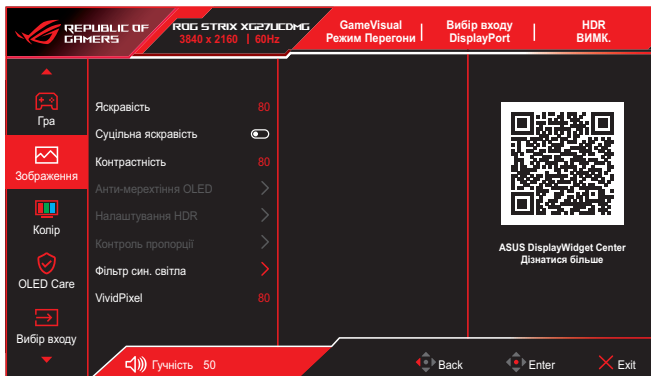 REPUBLIC OF
GAMERS
ROG STRIX XG27UCDMG
3840 x 2160 | 60Hz
GameVisual
Режим Перегони
Вибір входу
DisplayPort
HDR
ВИМК.
Гра
Зображення
Колір
OLED Care
Вибір входу
Яскравість 80
Суцільна яскравість
Контрастність 80
Анти-мерехтіння OLED
Налаштування HDR
Контроль пропорції
Фільтр син. світла
VividPixel 80
ASUS DisplayWidget Center
Дізнатися більше
Гучність 50
Back
Enter
Exit